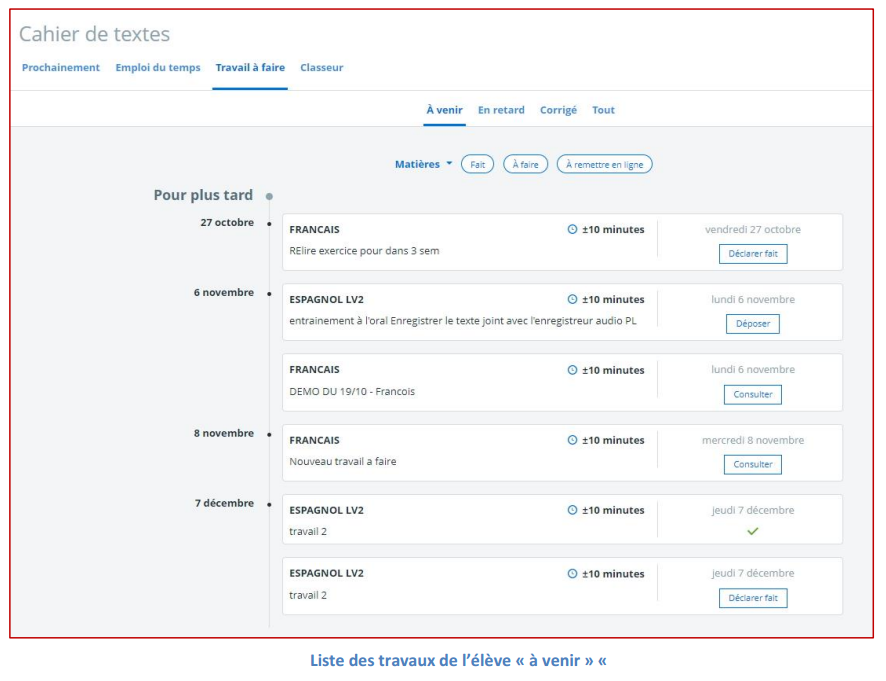 Cahier de textes
Prochainement Emploi du temps Travail à faire Classeur
À venir En retard Corrigé Tout
Matières Fait À faire À remettre en ligne
Pour plus tard
27 octobre
FRANCAIS ±10 minutes vendredi 27 octobre
RElire exercice pour dans 3 sem Déclarer fait
6 novembre
ESPAGNOL LV2 ±10 minutes lundi 6 novembre
entrainement à l'oral Enregistrer le texte joint avec l'enregistreur audio PL Déposer
FRANCAIS ±10 minutes lundi 6 novembre
DEMO DU 19/10 - Francois Consulter
8 novembre
FRANCAIS ±10 minutes mercredi 8 novembre
Nouveau travail a faire Consulter
7 décembre
ESPAGNOL LV2 ±10 minutes jeudi 7 décembre
travail 2
ESPAGNOL LV2 ±10 minutes jeudi 7 décembre
travail 2 Déclarer fait
Liste des travaux de l'élève « à venir » «